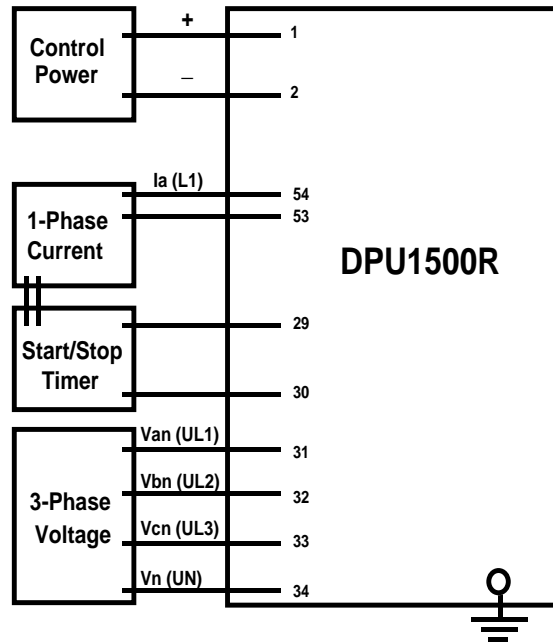 Control
Power
+
–
1
2
Ia (L1)
1-Phase
Current
54
53
DPU1500R
Start/Stop
Timer
29
30
3-Phase
Voltage
Van (UL1)
31
Vbn (UL2)
32
Vcn (UL3)
33
Vn (UN)
34